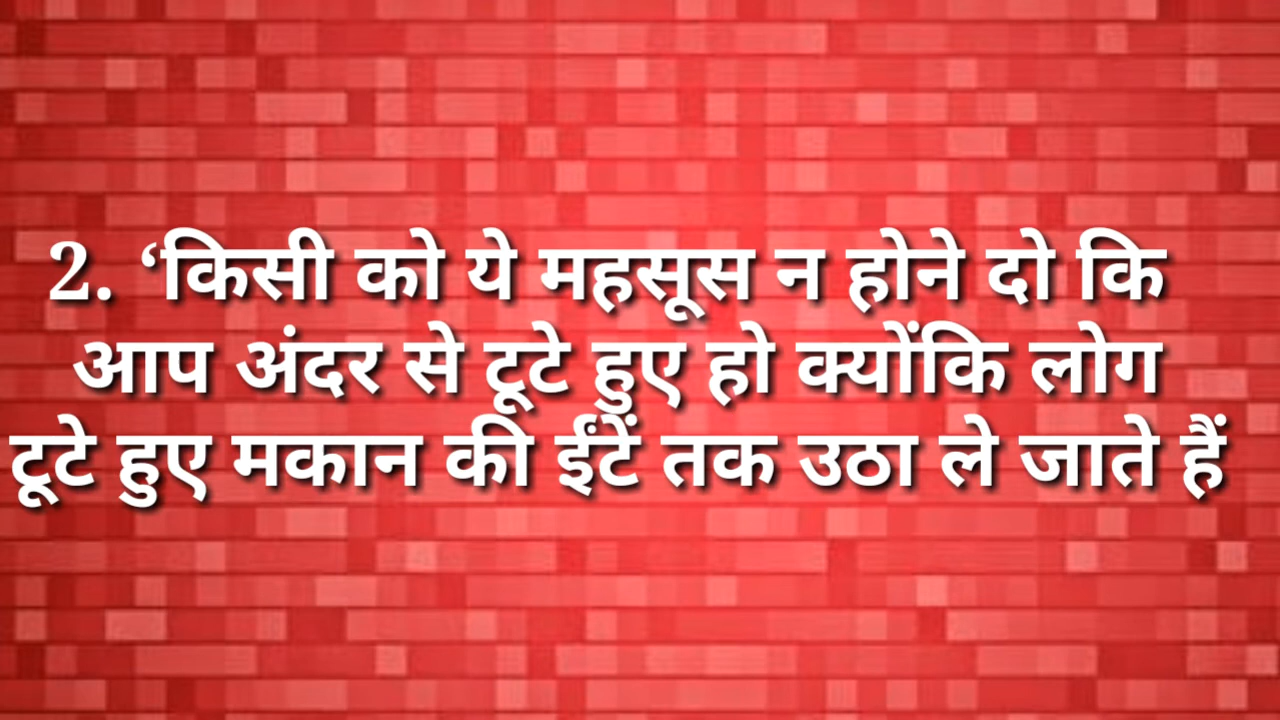 2. ‘किसी को ये महसूस न होने दो कि
आप अंदर से टूटे हुए हो क्योंकि लोग
टूटे हुए मकान की ईंटें तक उठा ले जाते हैं